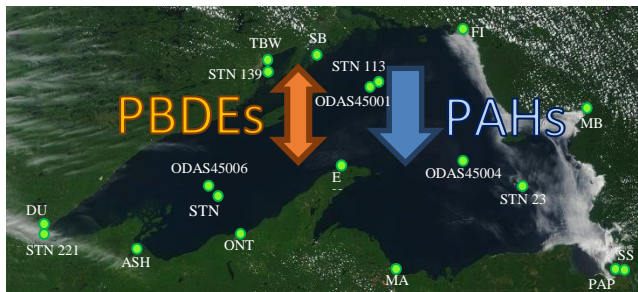 TBW
SB
FI
STN 139
STN 113
ODAS45001
PBDEs
PAHs
MB
ODAS45006
E
ODAS45004
STN
STN 23
DU
STN 221
ASH
ONT
MA
SS
PAP